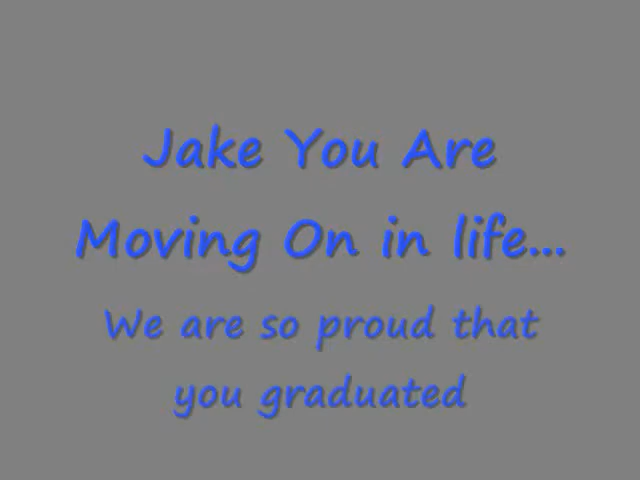 Jake You Are
Moving On in life...
We are so proud that
you graduated